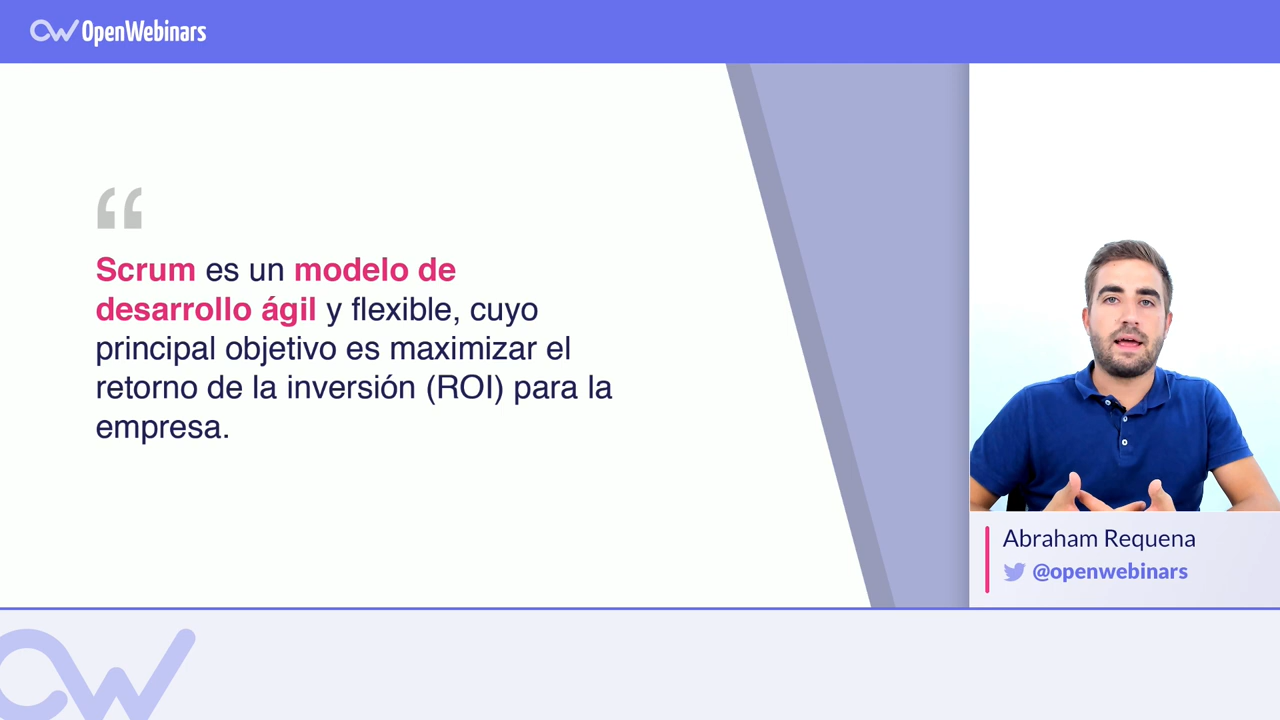 OpenWebinars
“
Scrum es un modelo de
desarrollo ágil y flexible, cuyo
principal objetivo es maximizar el
retorno de la inversión (ROI) para la
empresa.
Abraham Requena
@openwebinars